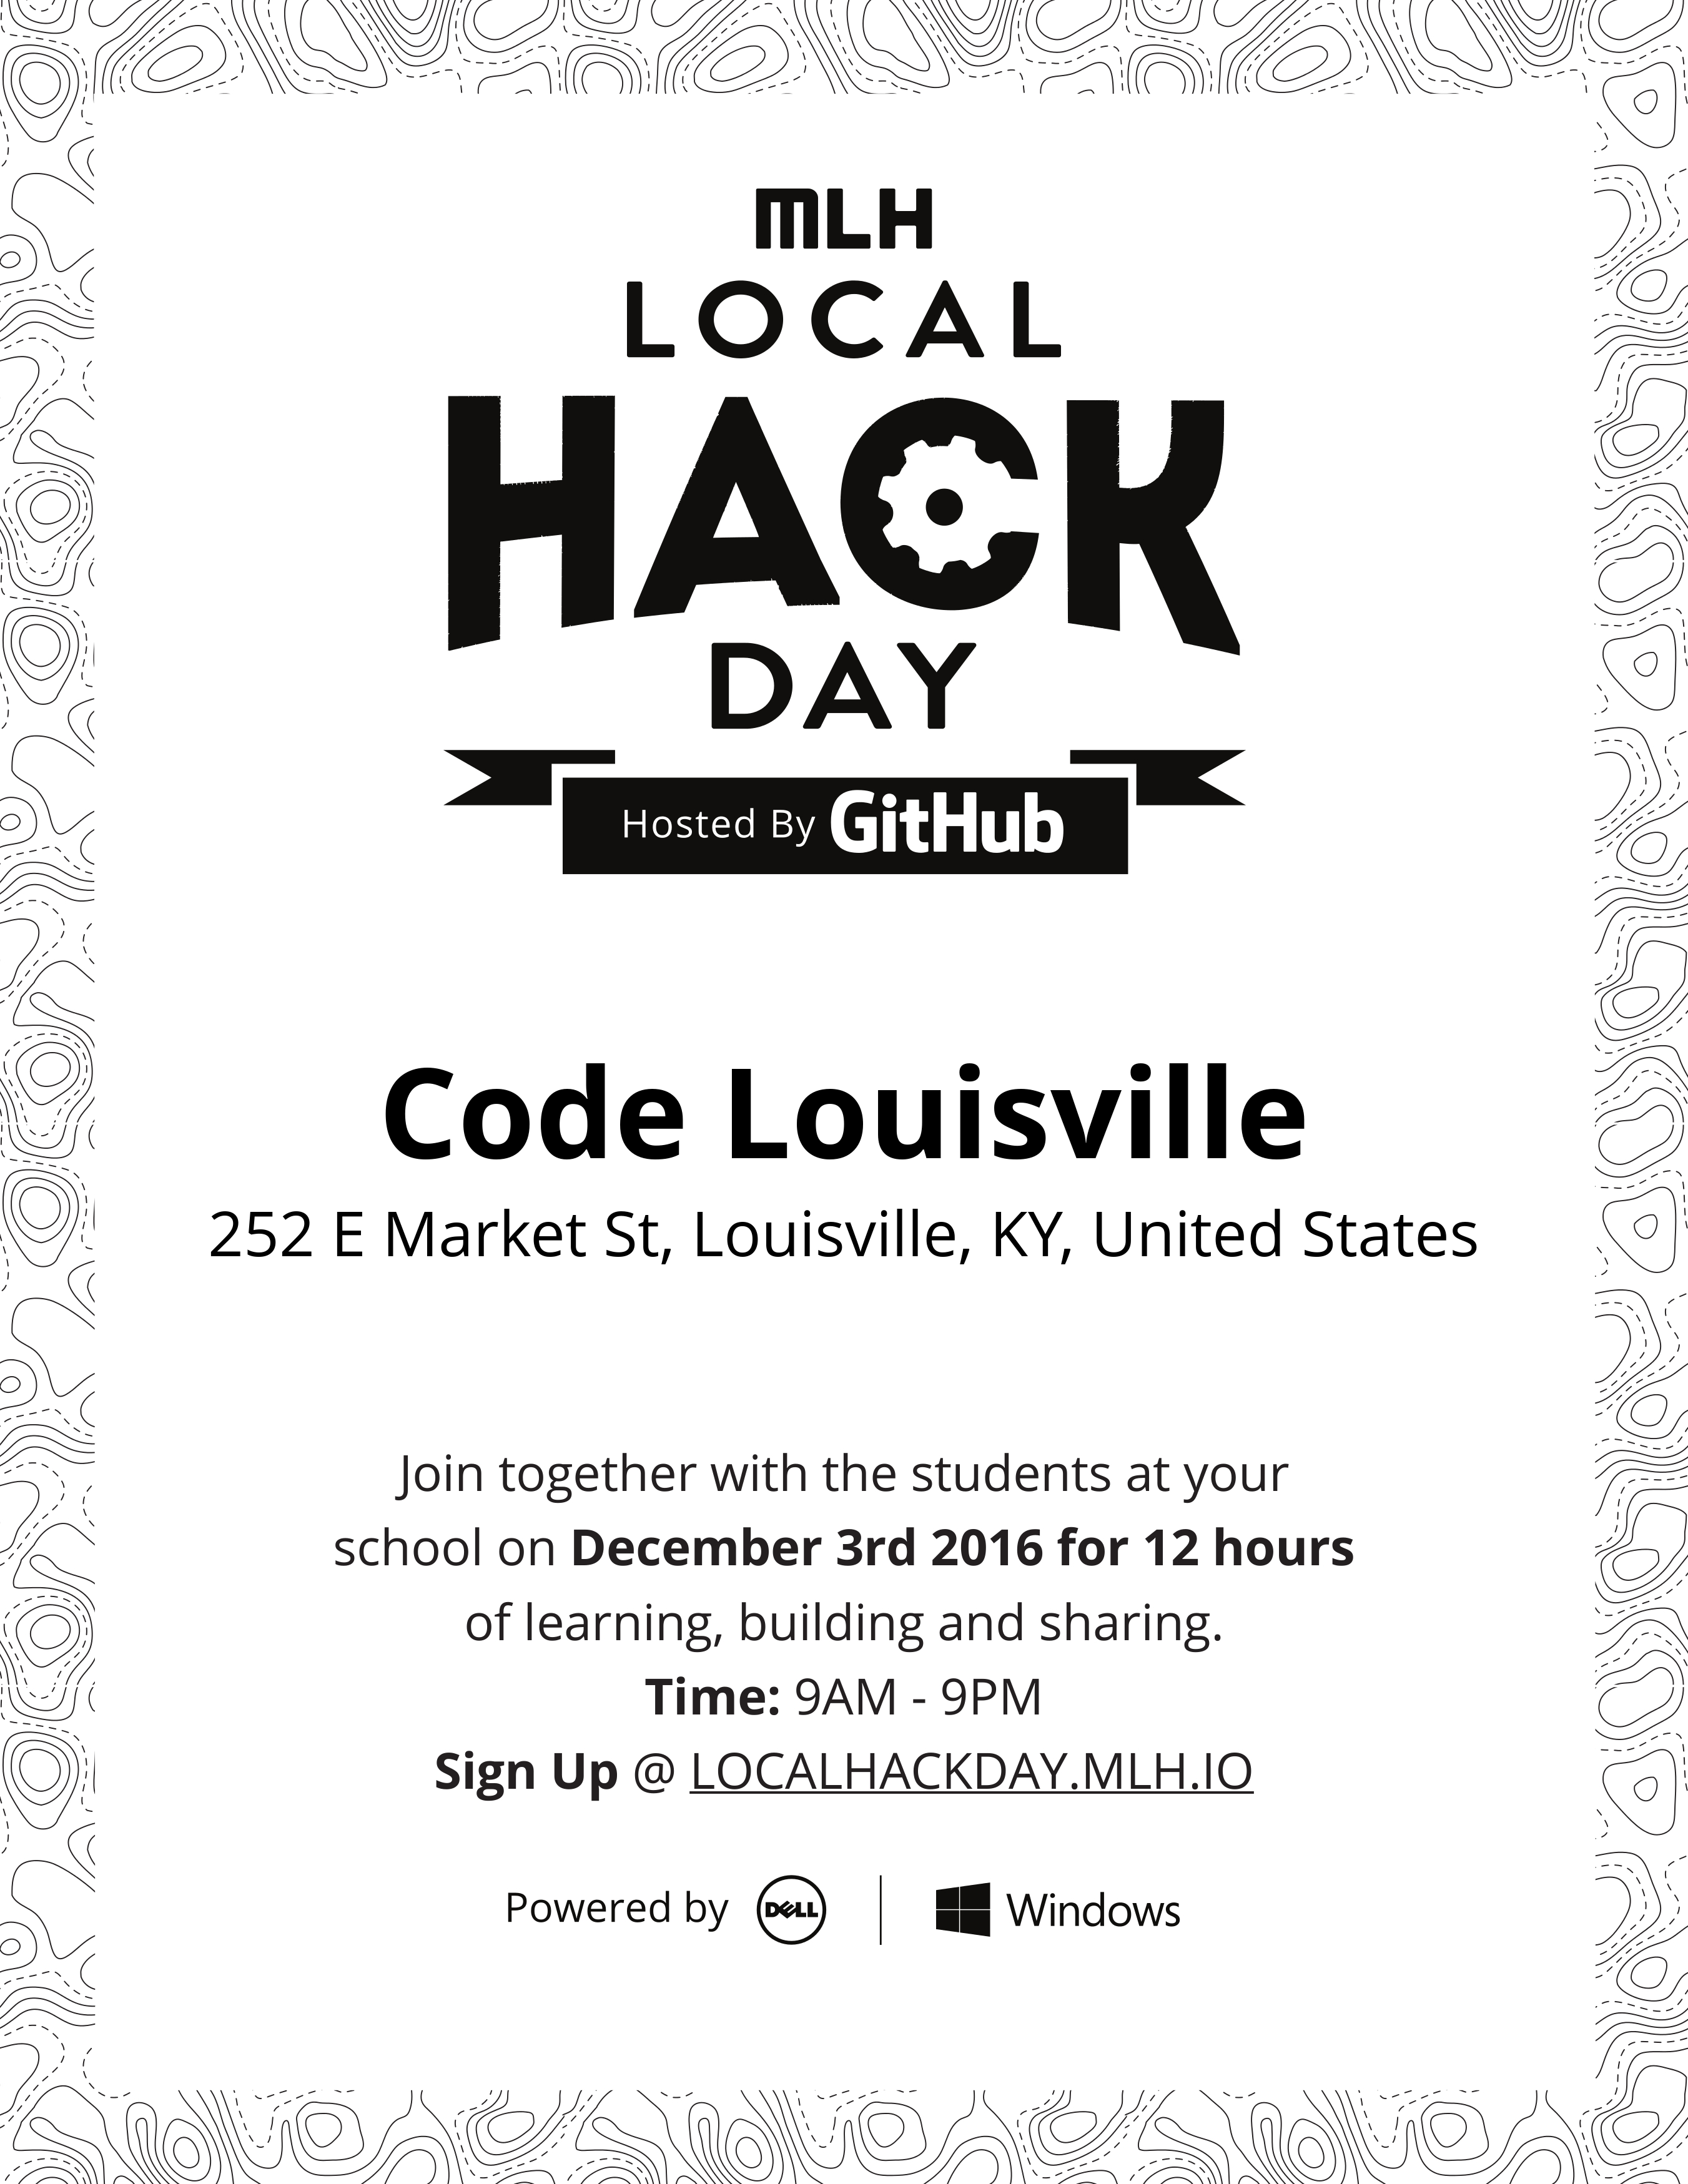 MLH
LOCAL
HACK
DAY
Hosted By GitHub
Code Louisville
252 E Market St, Louisville, KY, United States
Join together with the students at your
school on December 3rd 2016 for 12 hours
of learning, building and sharing.
Time: 9AM - 9PM
Sign Up @ LOCALHACKDAY.MLH.IO
Powered by DELL Windows